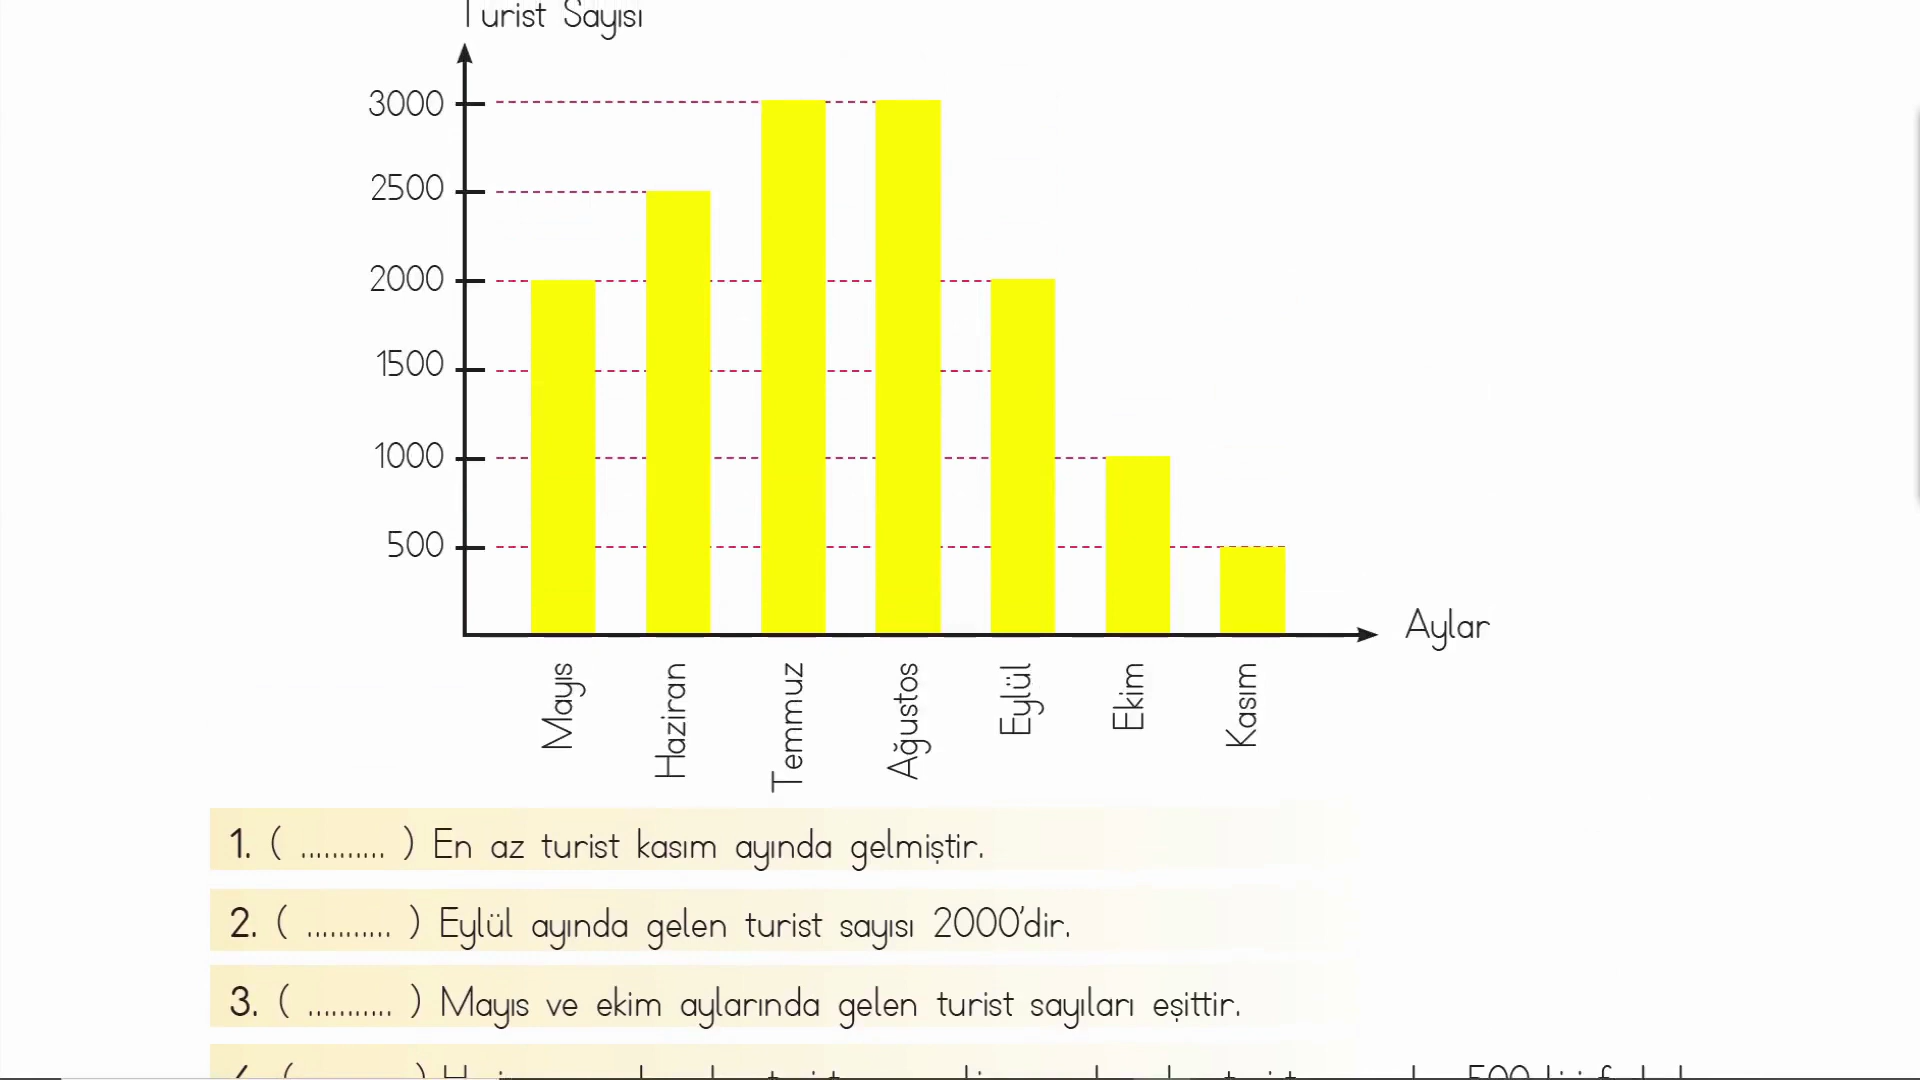 Turist Sayısı
3000
2500
2000
1500
1000
500
Aylar
Mayıs
Haziran
Temmuz
Ağustos
Eylül
Ekim
Kasım
1. ( ........... ) En az turist kasım ayında gelmiştir.
2. ( ........... ) Eylül ayında gelen turist sayısı 2000'dir.
3. ( ........... ) Mayıs ve ekim aylarında gelen turist sayıları eşittir.